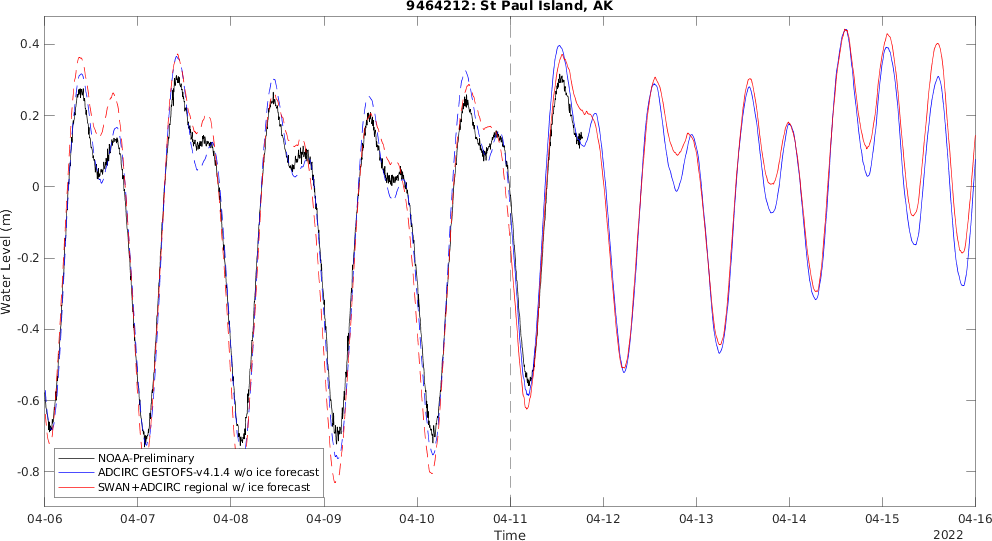 9464212: St Paul Island, AK
0.4
0.2
0
-0.2
-0.4
-0.6
-0.8
Water Level (m)
NOAA-Preliminary
ADCIRC GESTOFS-v4.1.4 w/o ice forecast
SWAN+ADCIRC regional w/ ice forecast
04-06 04-07 04-08 04-09 04-10 04-11 04-12 04-13 04-14 04-15 04-16
Time
2022